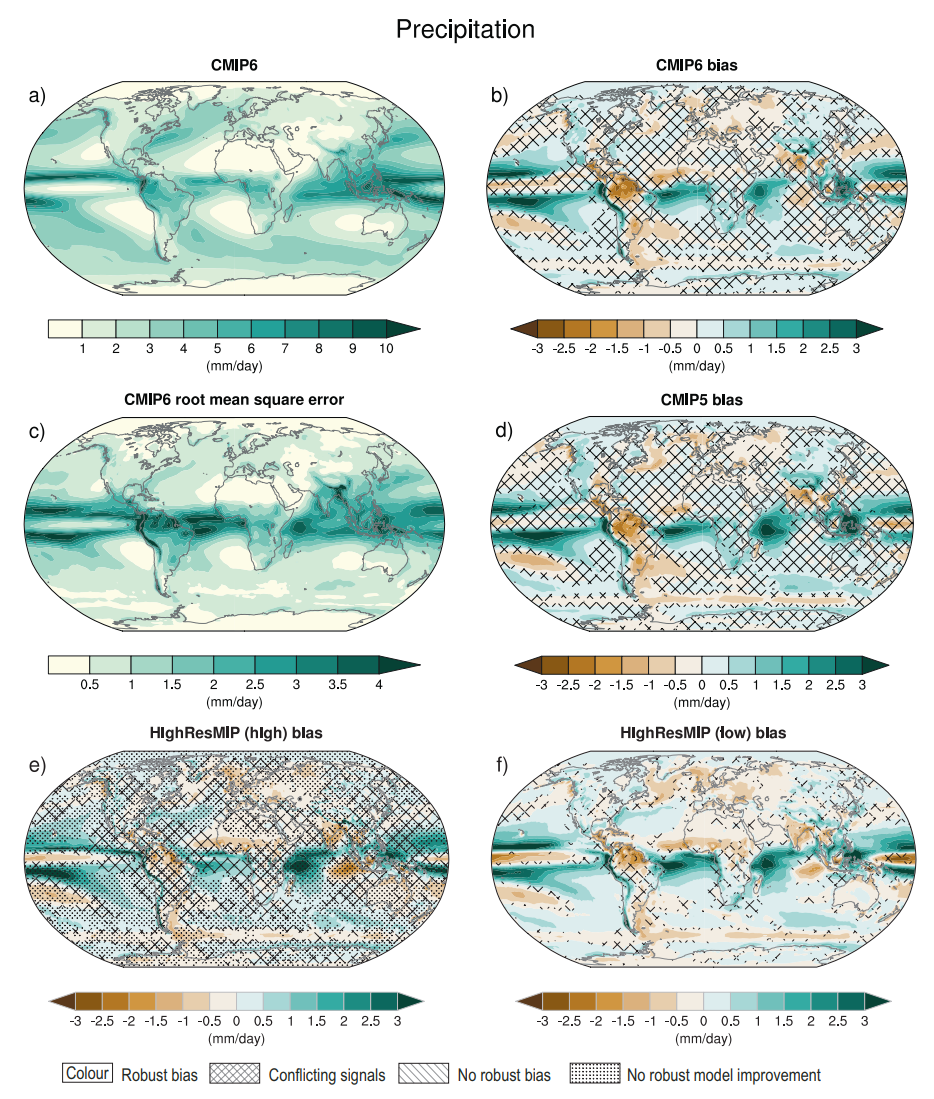 Precipitation
CMIP6
CMIP6 bias
a)
b)
1 2 3 4 5 6 7 8 9 10
(mm/day)
-3 -2.5 -2 -1.5 -1 -0.5 0 0.5 1 1.5 2 2.5 3
(mm/day)
CMIP6 root mean square error
CMIP5 bias
c)
d)
0.5 1 1.5 2 2.5 3 3.5 4
(mm/day)
-3 -2.5 -2 -1.5 -1 -0.5 0 0.5 1 1.5 2 2.5 3
(mm/day)
HighResMIP (high) bias
HighResMIP (low) bias
e)
f)
-3 -2.5 -2 -1.5 -1 -0.5 0 0.5 1 1.5 2 2.5 3
(mm/day)
-3 -2.5 -2 -1.5 -1 -0.5 0 0.5 1 1.5 2 2.5 3
(mm/day)
Colour Robust bias Conflicting signals No robust bias No robust model improvement